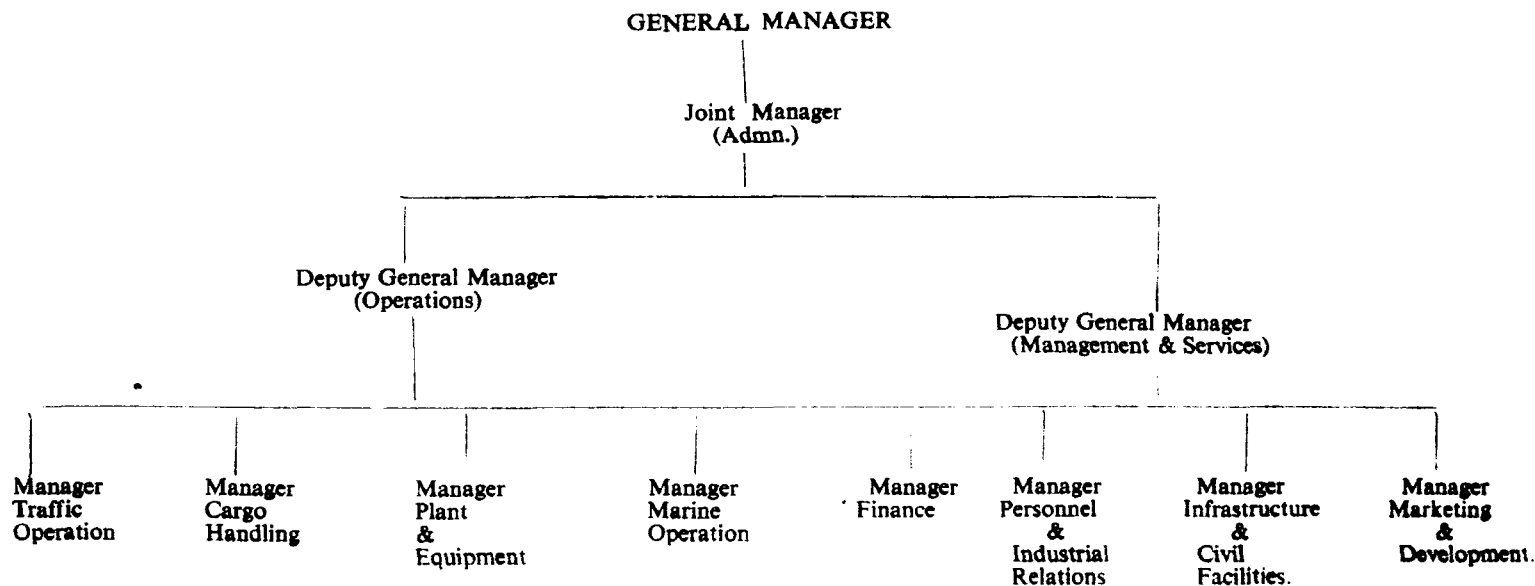 GENERAL MANAGER
Joint Manager
(Admn.)
Deputy General Manager
(Operations)
Deputy General Manager
(Management & Services)
Manager
Traffic
Operation
Manager
Cargo
Handling
Manager
Plant
&
Equipment
Manager
Marine
Operation
Manager
Finance
Manager
Personnel
&
Industrial
Relations
Manager
Infrastructure
&
Civil
Facilities.
Manager
Marketing
&
Development.